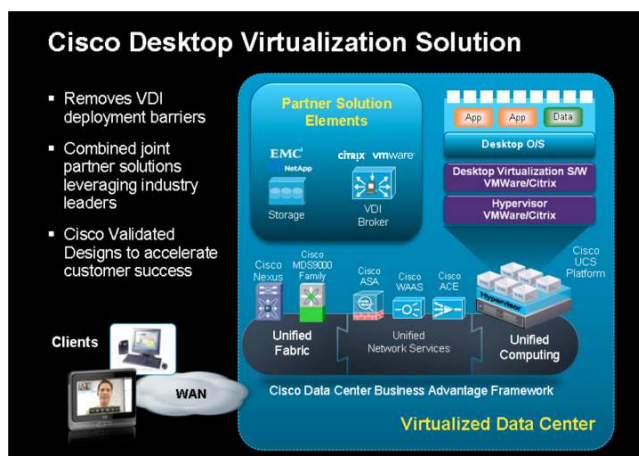 Cisco Desktop Virtualization Solution
▪ Removes VDI
deployment barriers
▪ Combined joint
partner solutions
leveraging industry
leaders
▪ Cisco Validated
Designs to accelerate
customer success
Partner Solution
Elements
EMC²
NetApp
Storage
citrix vmware
VDI
Broker
App
App
Data
Desktop O/S
Desktop Virtualization S/W
VMWare/Citrix
Hypervisor
VMWare/Citrix
Cisco
Nexus
Cisco
MDS9000
Family
Cisco
ASA
Cisco
WAAS
Cisco
ACE
Cisco
UCS
Platform
Hypervisor
Unified
Fabric
Unified
Network Services
Unified
Computing
Clients
WAN
Cisco Data Center Business Advantage Framework
Virtualized Data Center